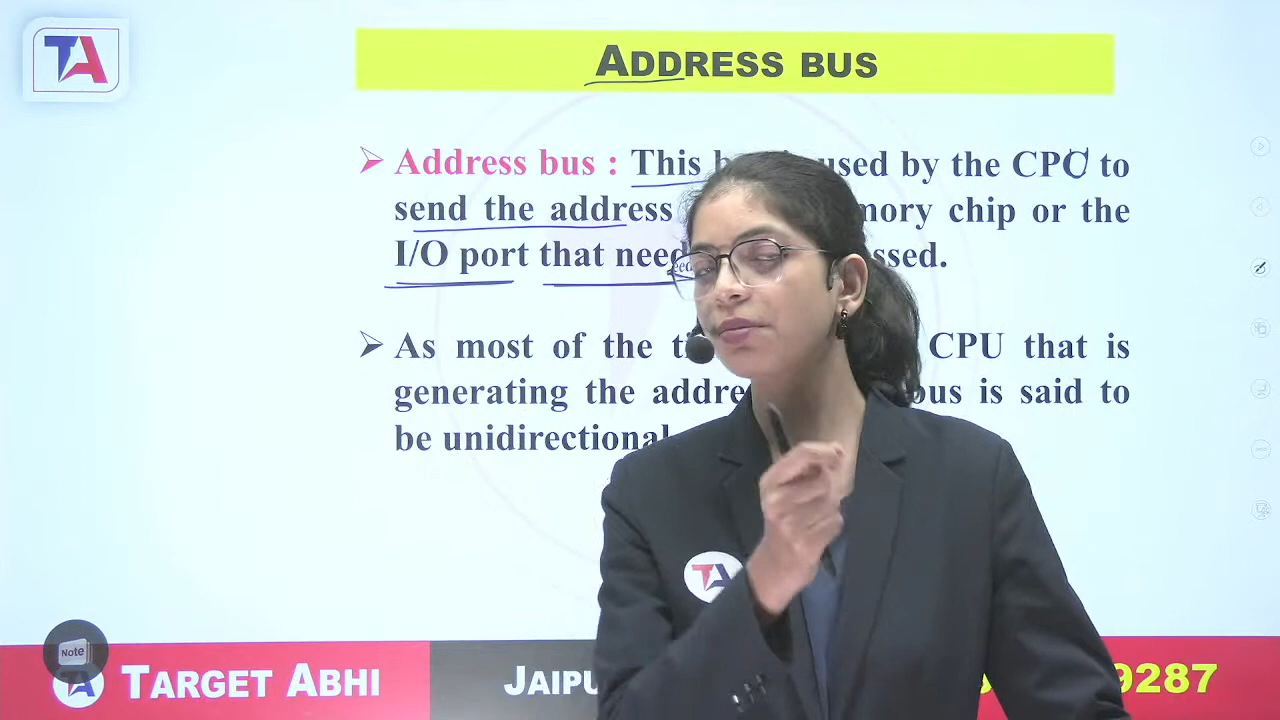 TA
ADDRESS BUS
Address bus : This used by the CPU to
send the address mory chip or the
I/O port that need ssed.
As most of the CPU that is
generating the addre bus is said to
be unidirectional
TA
Note
TARGET ABHI JAIPU 9287